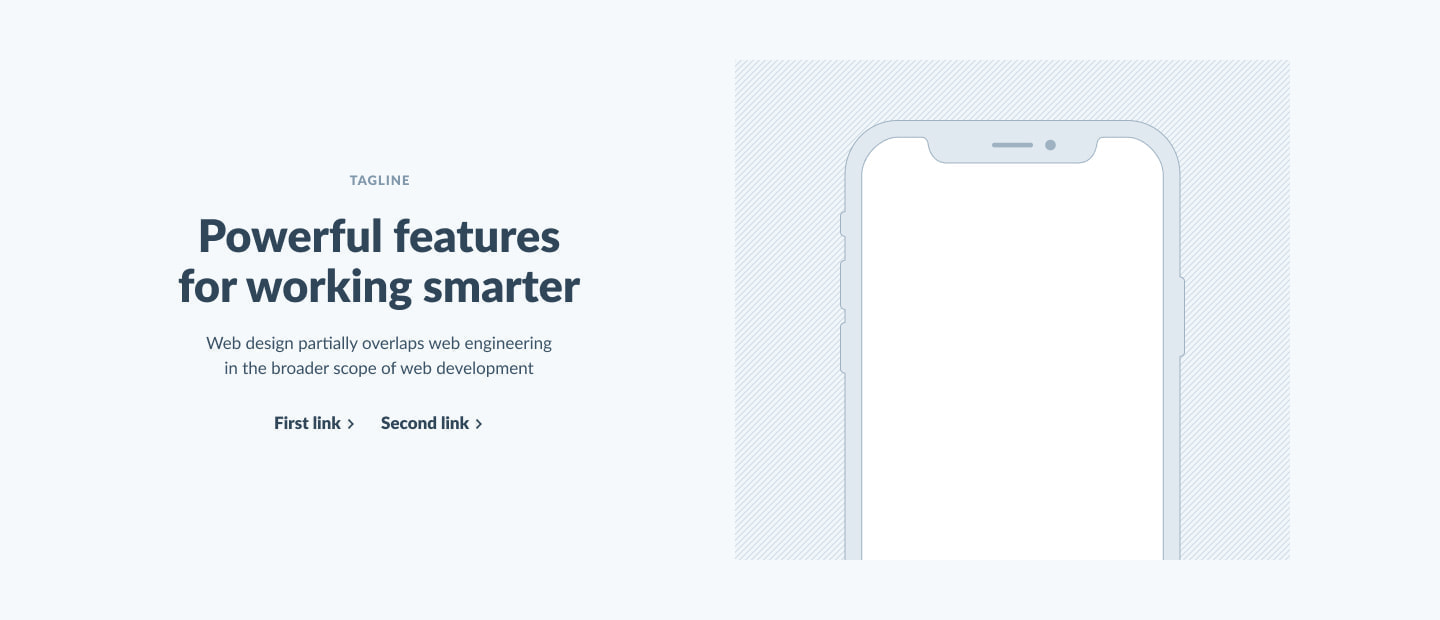 TAGLINE
Powerful features
for working smarter
Web design partially overlaps web engineering
in the broader scope of web development
First link
Second link